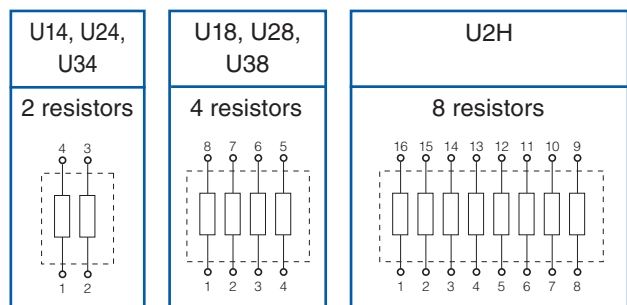 U14, U24,
U34
2 resistors
4 3
1 2
U18, U28,
U38
4 resistors
8 7 6 5
1 2 3 4
U2H
8 resistors
16 15 14 13 12 11 10 9
1 2 3 4 5 6 7 8